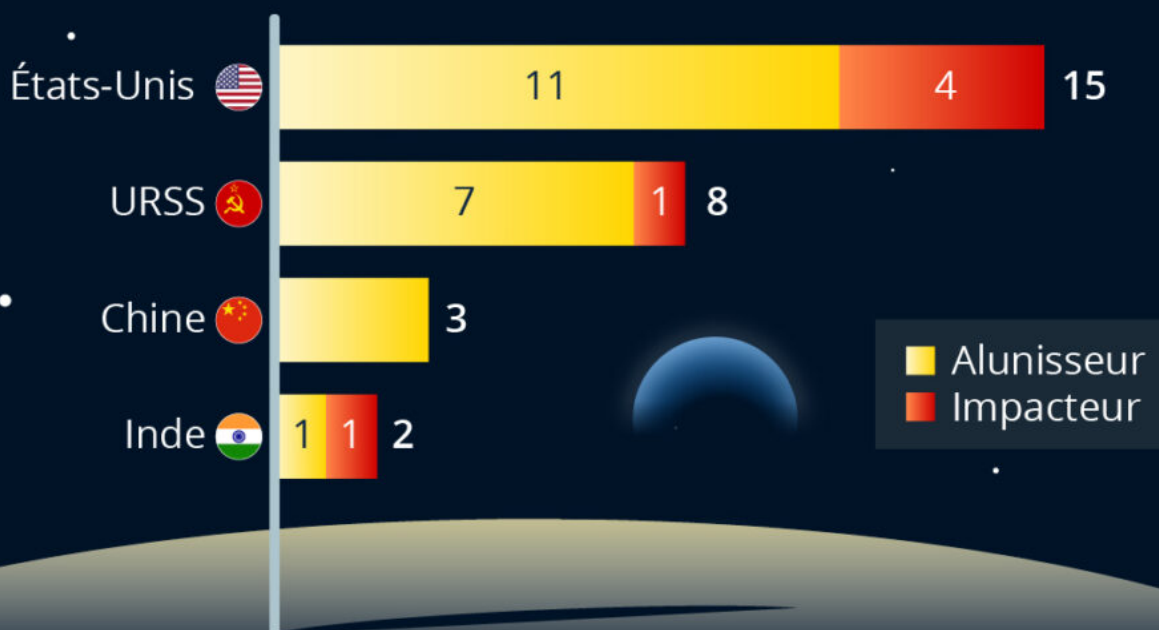 États-Unis 11 4 15
URSS 7 1 8
Chine 3
Inde 1 1 2
Alunisseur
Impacteur